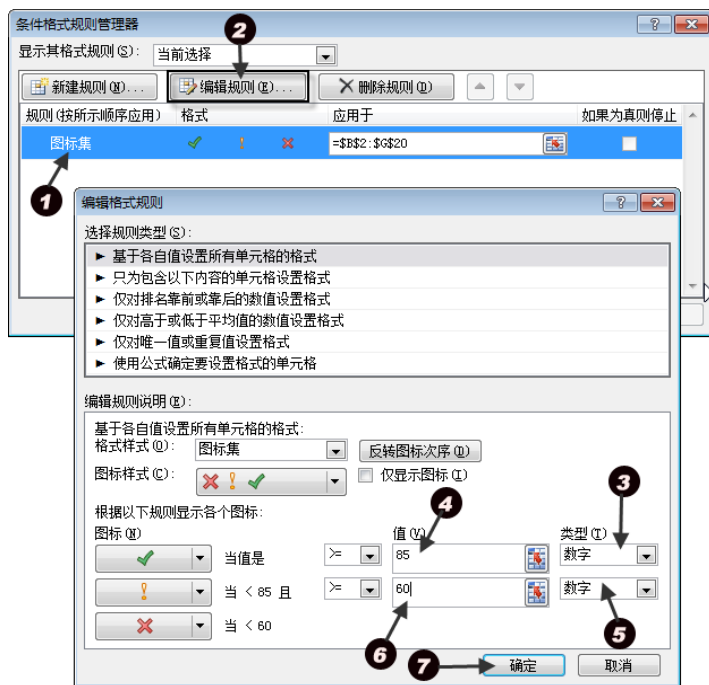 条件格式规则管理器
显示其格式规则(S): 当前选择
2
新建规则(N)... 编辑规则(E)... 删除规则(D)
规则(按所示顺序应用) 格式 应用于 如果为真则停止
图标集 =$B$2:$G$20
1
编辑格式规则
选择规则类型(S):
► 基于各自值设置所有单元格的格式
► 只为包含以下内容的单元格设置格式
► 仅对排名靠前或靠后的数值设置格式
► 仅对高于或低于平均值的数值设置格式
► 仅对唯一值或重复值设置格式
► 使用公式确定要设置格式的单元格
编辑规则说明(E):
基于各自值设置所有单元格的格式:
格式样式(O): 图标集 反转图标次序(D)
图标样式(C): 仅显示图标(I)
4 3
根据以下规则显示各个图标:
图标(N) 值(V) 类型(T)
当值是 >= 85 数字
当 < 85 且 >= 60 数字
当 < 60
6 5
7 确定 取消